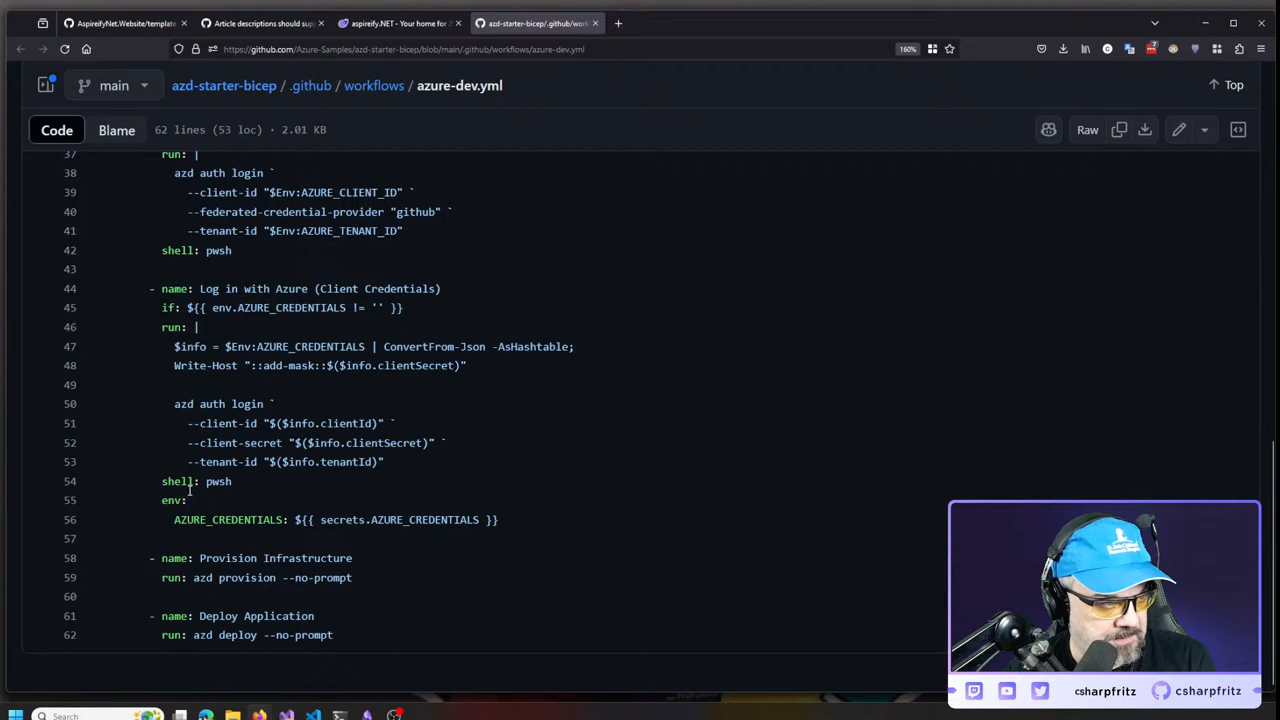 AspireifyNet.Website/template
Article descriptions should sup
aspireify.NET - Your home for
azd-starter-bicep/.github/work
https://github.com/Azure-Samples/azd-starter-bicep/blob/main/.github/workflows/azure-dev.yml
160%
main
azd-starter-bicep / .github / workflows / azure-dev.yml
Top
Code
Blame
62 lines (53 loc) · 2.01 KB
Raw
37 run: |
38 azd auth login `
39 --client-id "$Env:AZURE_CLIENT_ID" `
40 --federated-credential-provider "github" `
41 --tenant-id "$Env:AZURE_TENANT_ID"
42 shell: pwsh
43
44 - name: Log in with Azure (Client Credentials)
45 if: ${{ env.AZURE_CREDENTIALS != '' }}
46 run: |
47 $info = $Env:AZURE_CREDENTIALS | ConvertFrom-Json -AsHashtable;
48 Write-Host "::add-mask::$($info.clientSecret)"
49
50 azd auth login `
51 --client-id "$($info.clientId)" `
52 --client-secret "$($info.clientSecret)" `
53 --tenant-id "$($info.tenantId)"
54 shell: pwsh
55 env:
56 AZURE_CREDENTIALS: ${{ secrets.AZURE_CREDENTIALS }}
57
58 - name: Provision Infrastructure
59 run: azd provision --no-prompt
60
61 - name: Deploy Application
62 run: azd deploy --no-prompt
csharpfritz
csharpfritz
Search